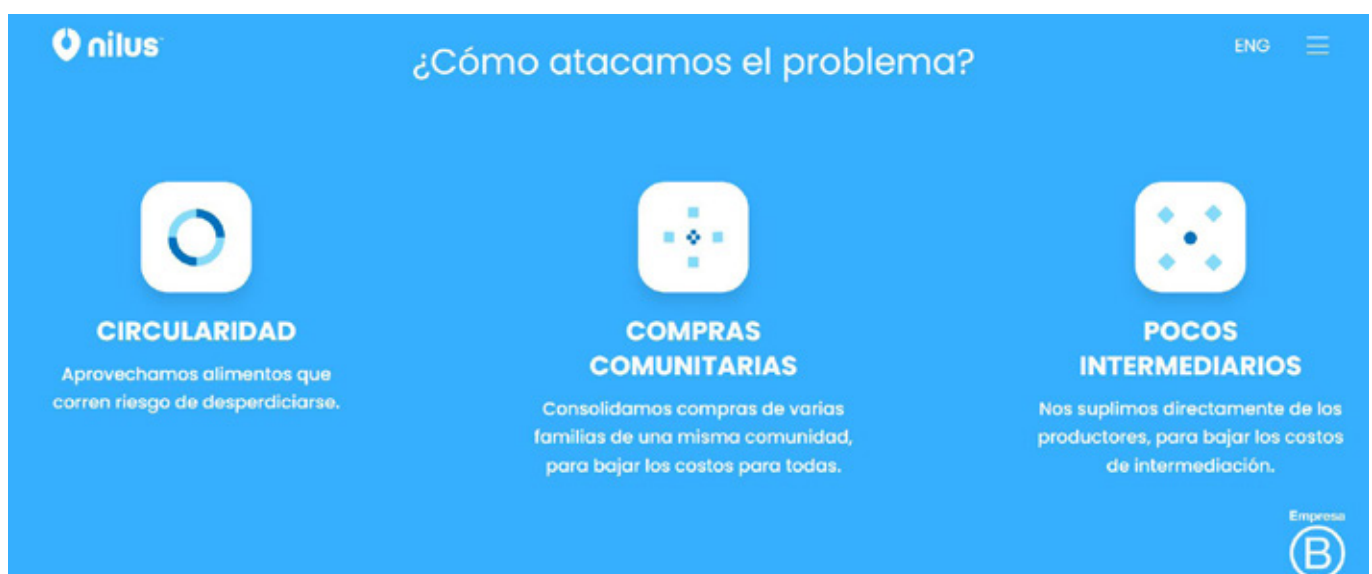 nilus
¿Cómo atacamos el problema?
ENG
CIRCULARIDAD
Aprovechamos alimentos que
corren riesgo de desperdiciarse.
COMPRAS
COMUNITARIAS
Consolidamos compras de varias
familias de una misma comunidad,
para bajar los costos para todas.
POCOS
INTERMEDIARIOS
Nos suplimos directamente de los
productores, para bajar los costos
de intermediación.
Empresa
B